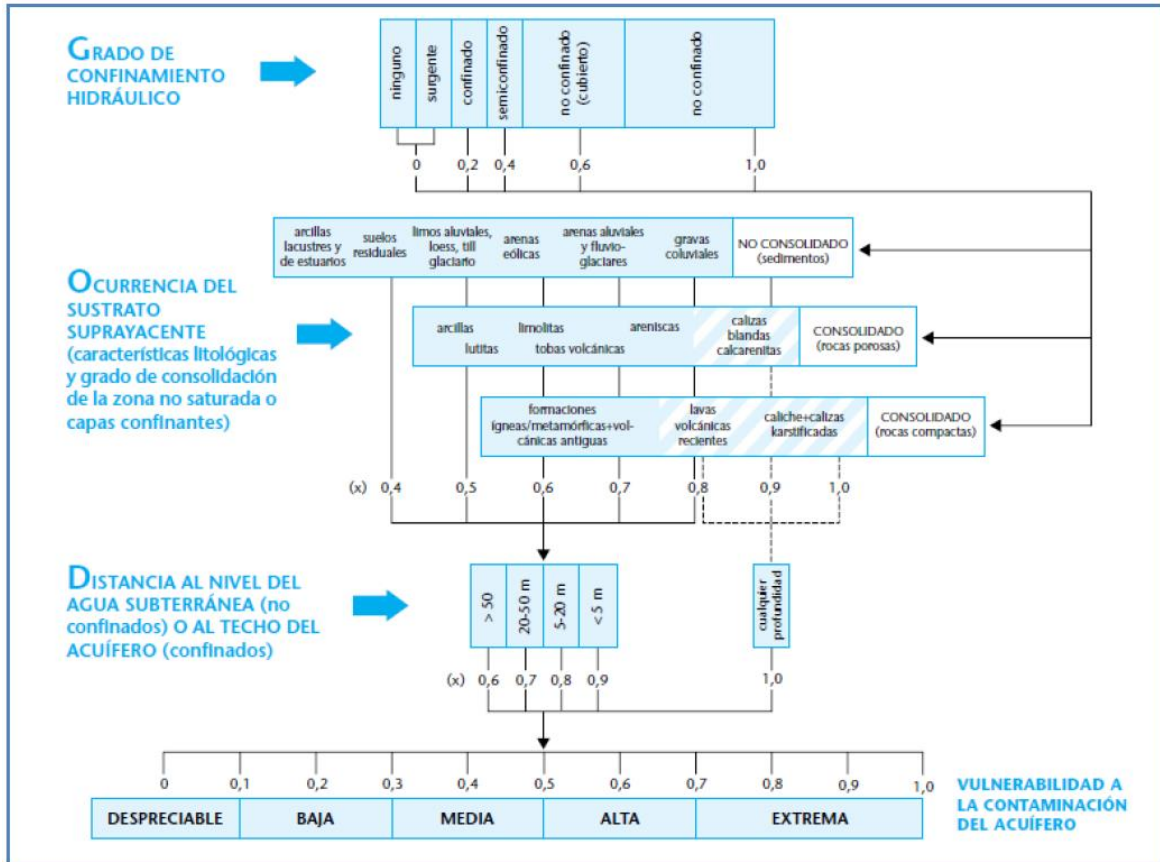 GRADO DE
CONFINAMIENTO
HIDRÁULICO
ninguno
surgente
confinado
semiconfinado
no confinado
(cubierto)
no confinado
0
0,2
0,4
0,6
1,0
OCURRENCIA DEL
SUSTRATO
SUPRAYACENTE
(características litológicas
y grado de consolidación
de la zona no saturada o
capas confinantes)
arcillas
lacustres y
de estuarios
suelos
residuales
limos aluviales,
loess, till
glaciario
arenas
eólicas
arenas aluviales
y fluvio-
glaciares
gravas
coluviales
NO CONSOLIDADO
(sedimentos)
arcillas
lutitas
limolitas
tobas volcánicas
areniscas
calizas
blandas
calcarenitas
CONSOLIDADO
(rocas porosas)
formaciones
ígneas/metamórficas+vol-
cánicas antiguas
lavas
volcánicas
recientes
caliche+calizas
karstificadas
CONSOLIDADO
(rocas compactas)
(x) 0,4 0,5 0,6 0,7 0,8 0,9 1,0
DISTANCIA AL NIVEL DEL
AGUA SUBTERRÁNEA (no
confinados) O AL TECHO DEL
ACUÍFERO (confinados)
> 50
20-50 m
5-20 m
< 5 m
cualquier
profundidad
(x) 0,6 0,7 0,8 0,9 1,0
0 0,1 0,2 0,3 0,4 0,5 0,6 0,7 0,8 0,9 1,0
DESPRECIABLE BAJA MEDIA ALTA EXTREMA
VULNERABILIDAD A
LA CONTAMINACIÓN
DEL ACUÍFERO